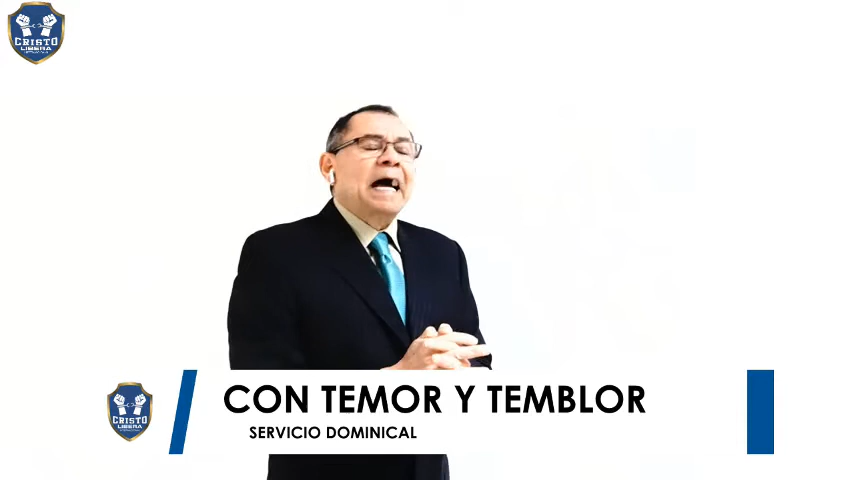 CRISTO
LIBERA
CON TEMOR Y TEMBLOR
SERVICIO DOMINICAL
CRISTO
LIBERA